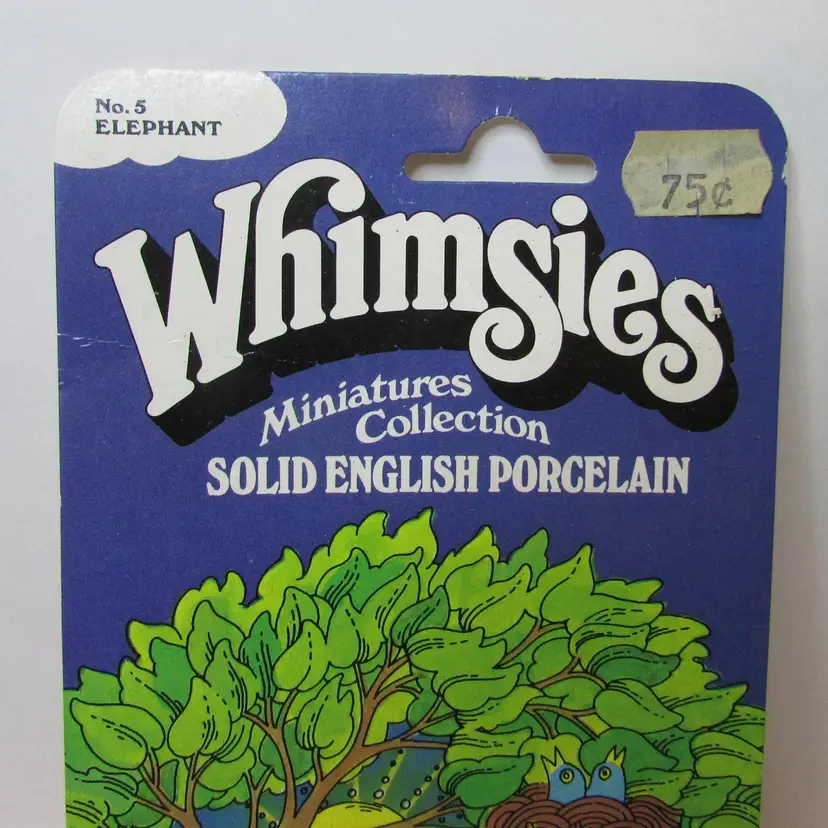 No. 5
ELEPHANT
75¢
Whimsies
Miniatures
Collection
SOLID ENGLISH PORCELAIN